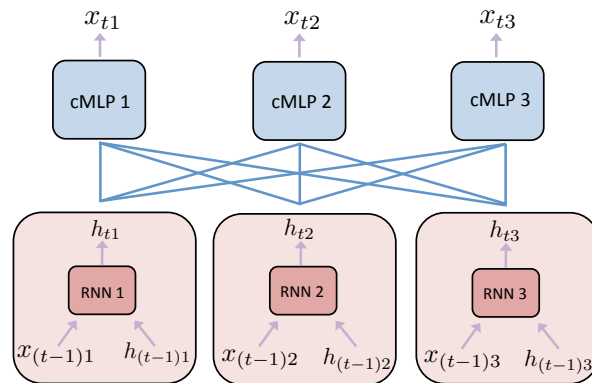 x_{t1} x_{t2} x_{t3}
cMLP 1 cMLP 2 cMLP 3
h_{t1} h_{t2} h_{t3}
RNN 1 RNN 2 RNN 3
x_{(t−1)1} h_{(t−1)1} x_{(t−1)2} h_{(t−1)2} x_{(t−1)3} h_{(t−1)3}